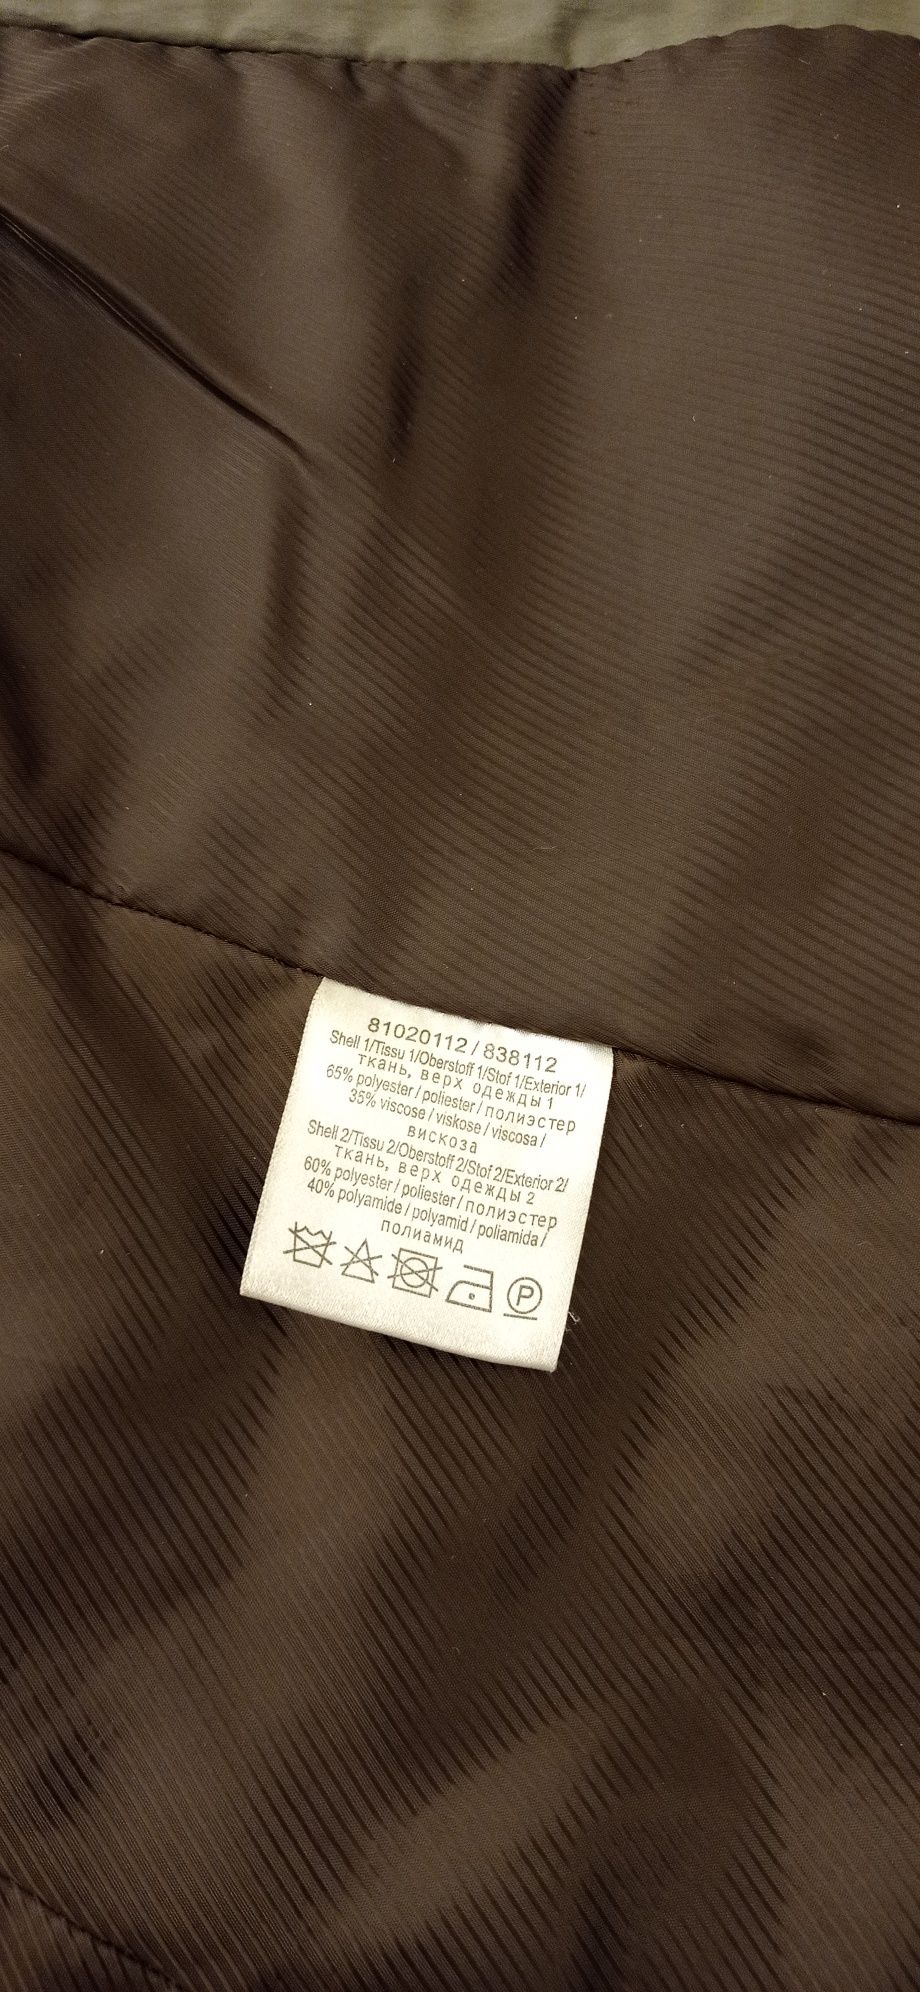 81020112 / 838112
Shell 1/Tissu 1/Oberstoff 1/Stof 1/Exterior 1/
ткань, верх одежды 1
65% polyester / poliester / полиэстер
35% viscose / viskose / viscosa /
вискоза
Shell 2/Tissu 2/Oberstoff 2/Stof 2/Exterior 2/
ткань, верх одежды 2
60% polyester / poliester / полиэстер
40% polyamide / polyamid / poliamida /
полиамид
P